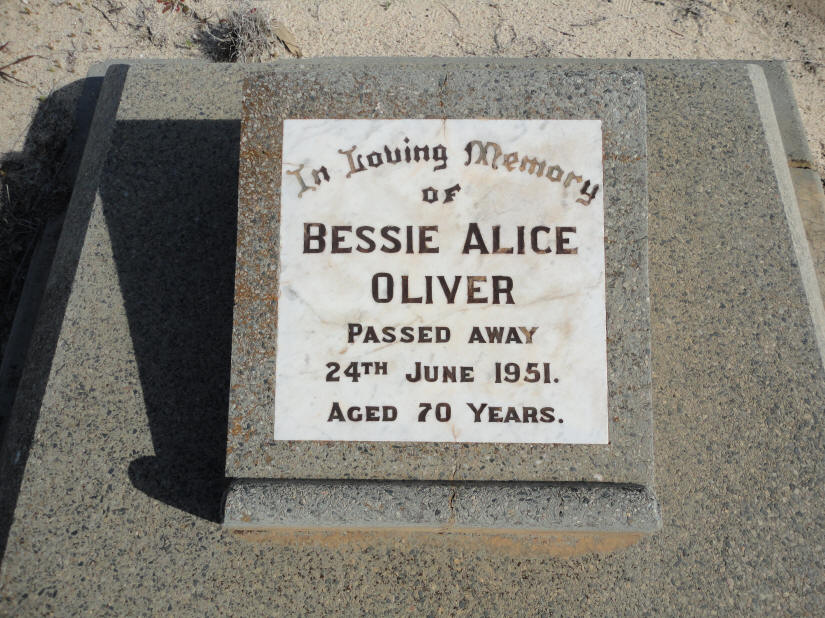 In Loving Memory
of
BESSIE ALICE
OLIVER
PASSED AWAY
24TH JUNE 1951.
AGED 70 YEARS.